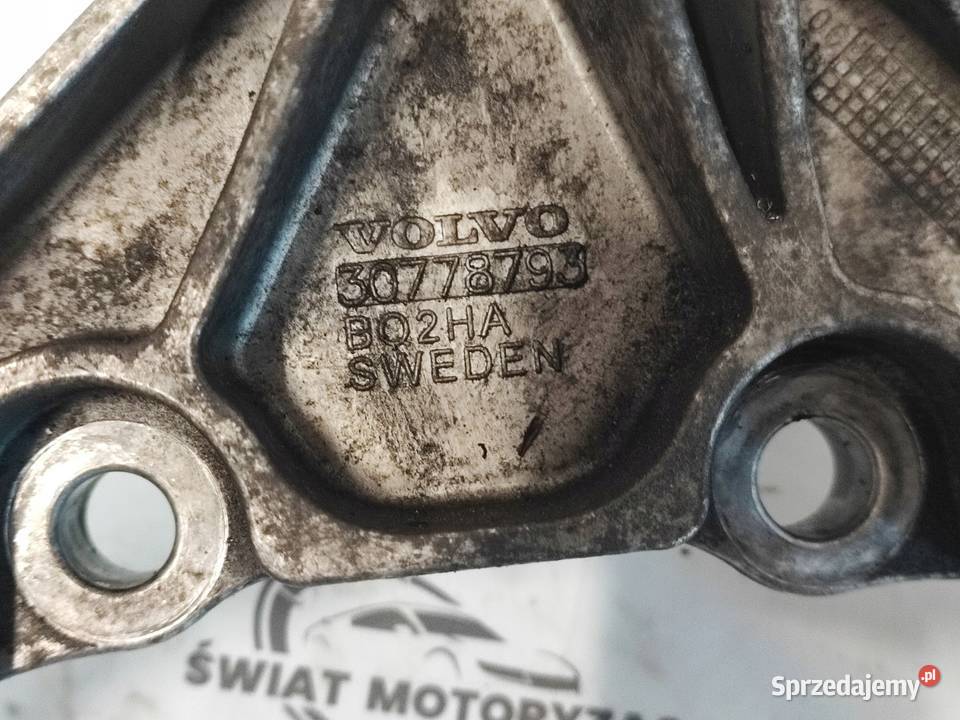 VOLVO
30778793
BO2HA
SWEDEN
ŚWIAT MOTORYZAC
Sprzedajemy.pl